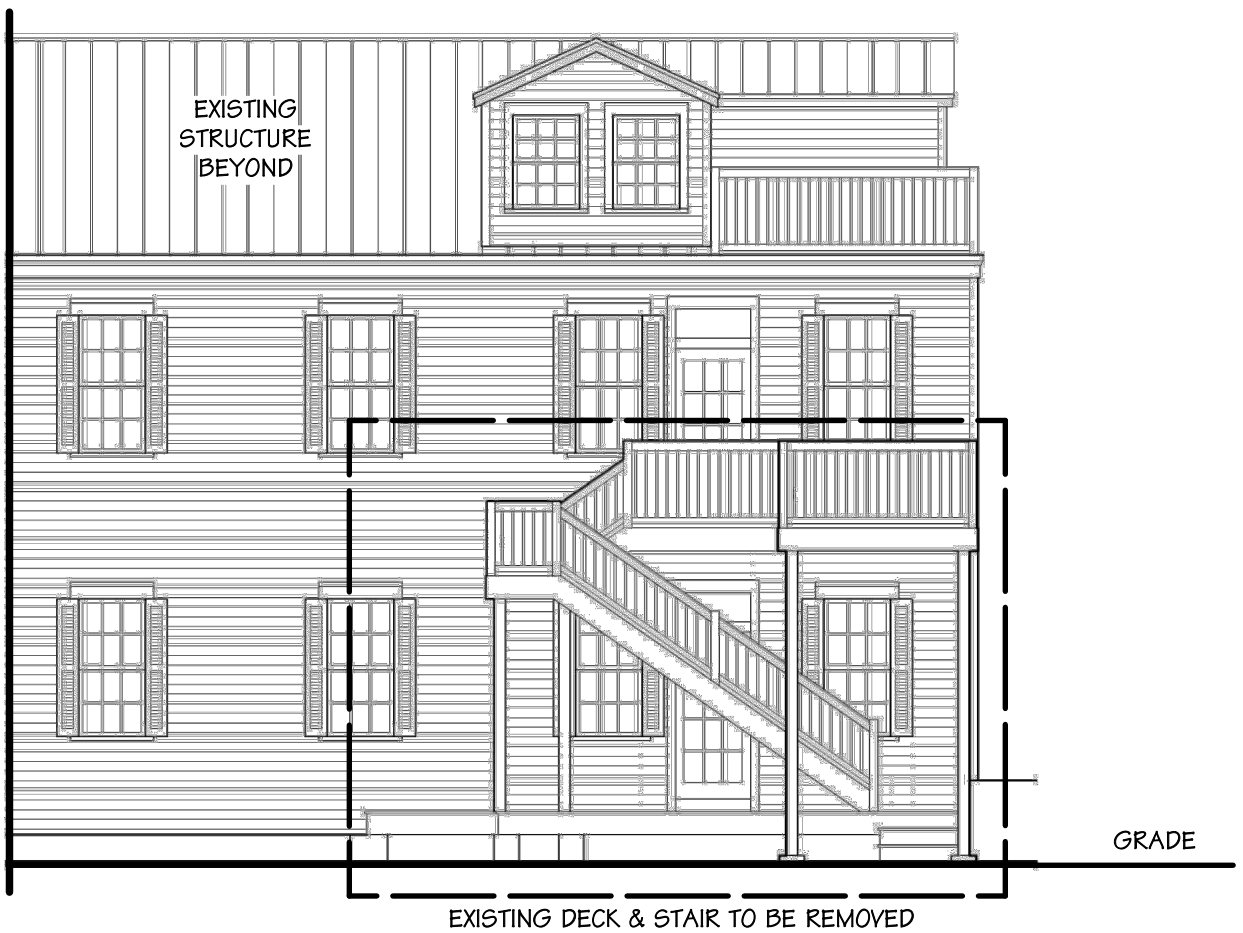 EXISTING
STRUCTURE
BEYOND
GRADE
EXISTING DECK & STAIR TO BE REMOVED